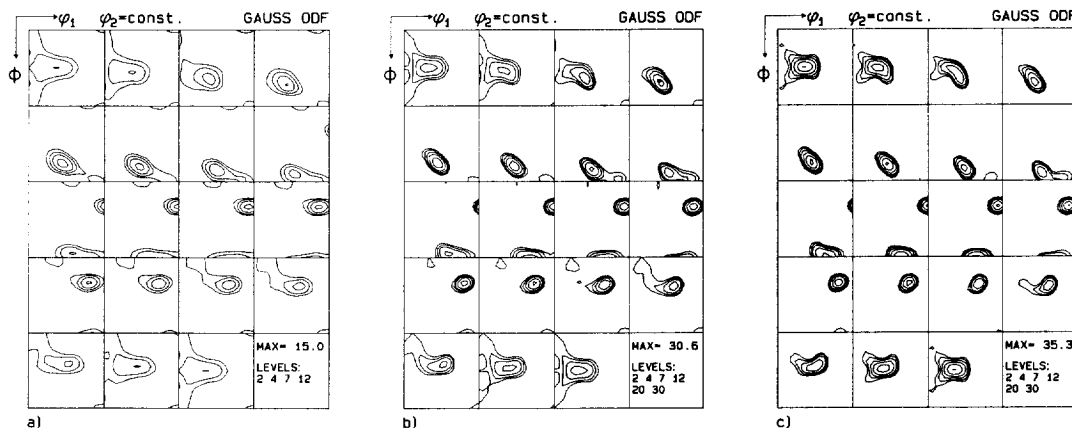 φ₁ φ₂=const. GAUSS ODF
Φ
MAX= 15.0
LEVELS:
2 4 7 12
a)
φ₁ φ₂=const. GAUSS ODF
Φ
MAX= 30.6
LEVELS:
2 4 7 12
20 30
b)
φ₁ φ₂=const. GAUSS ODF
Φ
MAX= 35.3
LEVELS:
2 4 7 12
20 30
c)